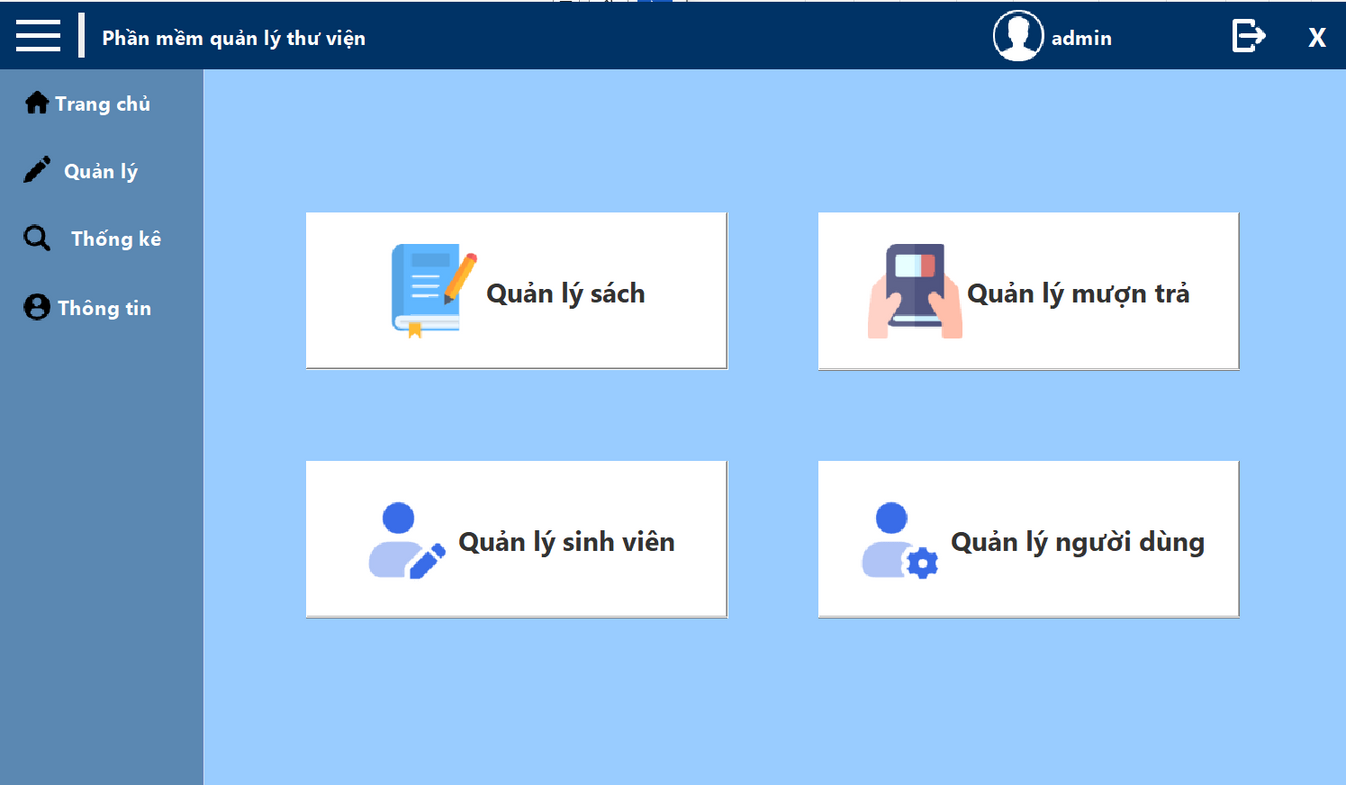 Phần mềm quản lý thư viện
admin
X
Trang chủ
Quản lý
Thống kê
Thông tin
Quản lý sách
Quản lý mượn trả
Quản lý sinh viên
Quản lý người dùng